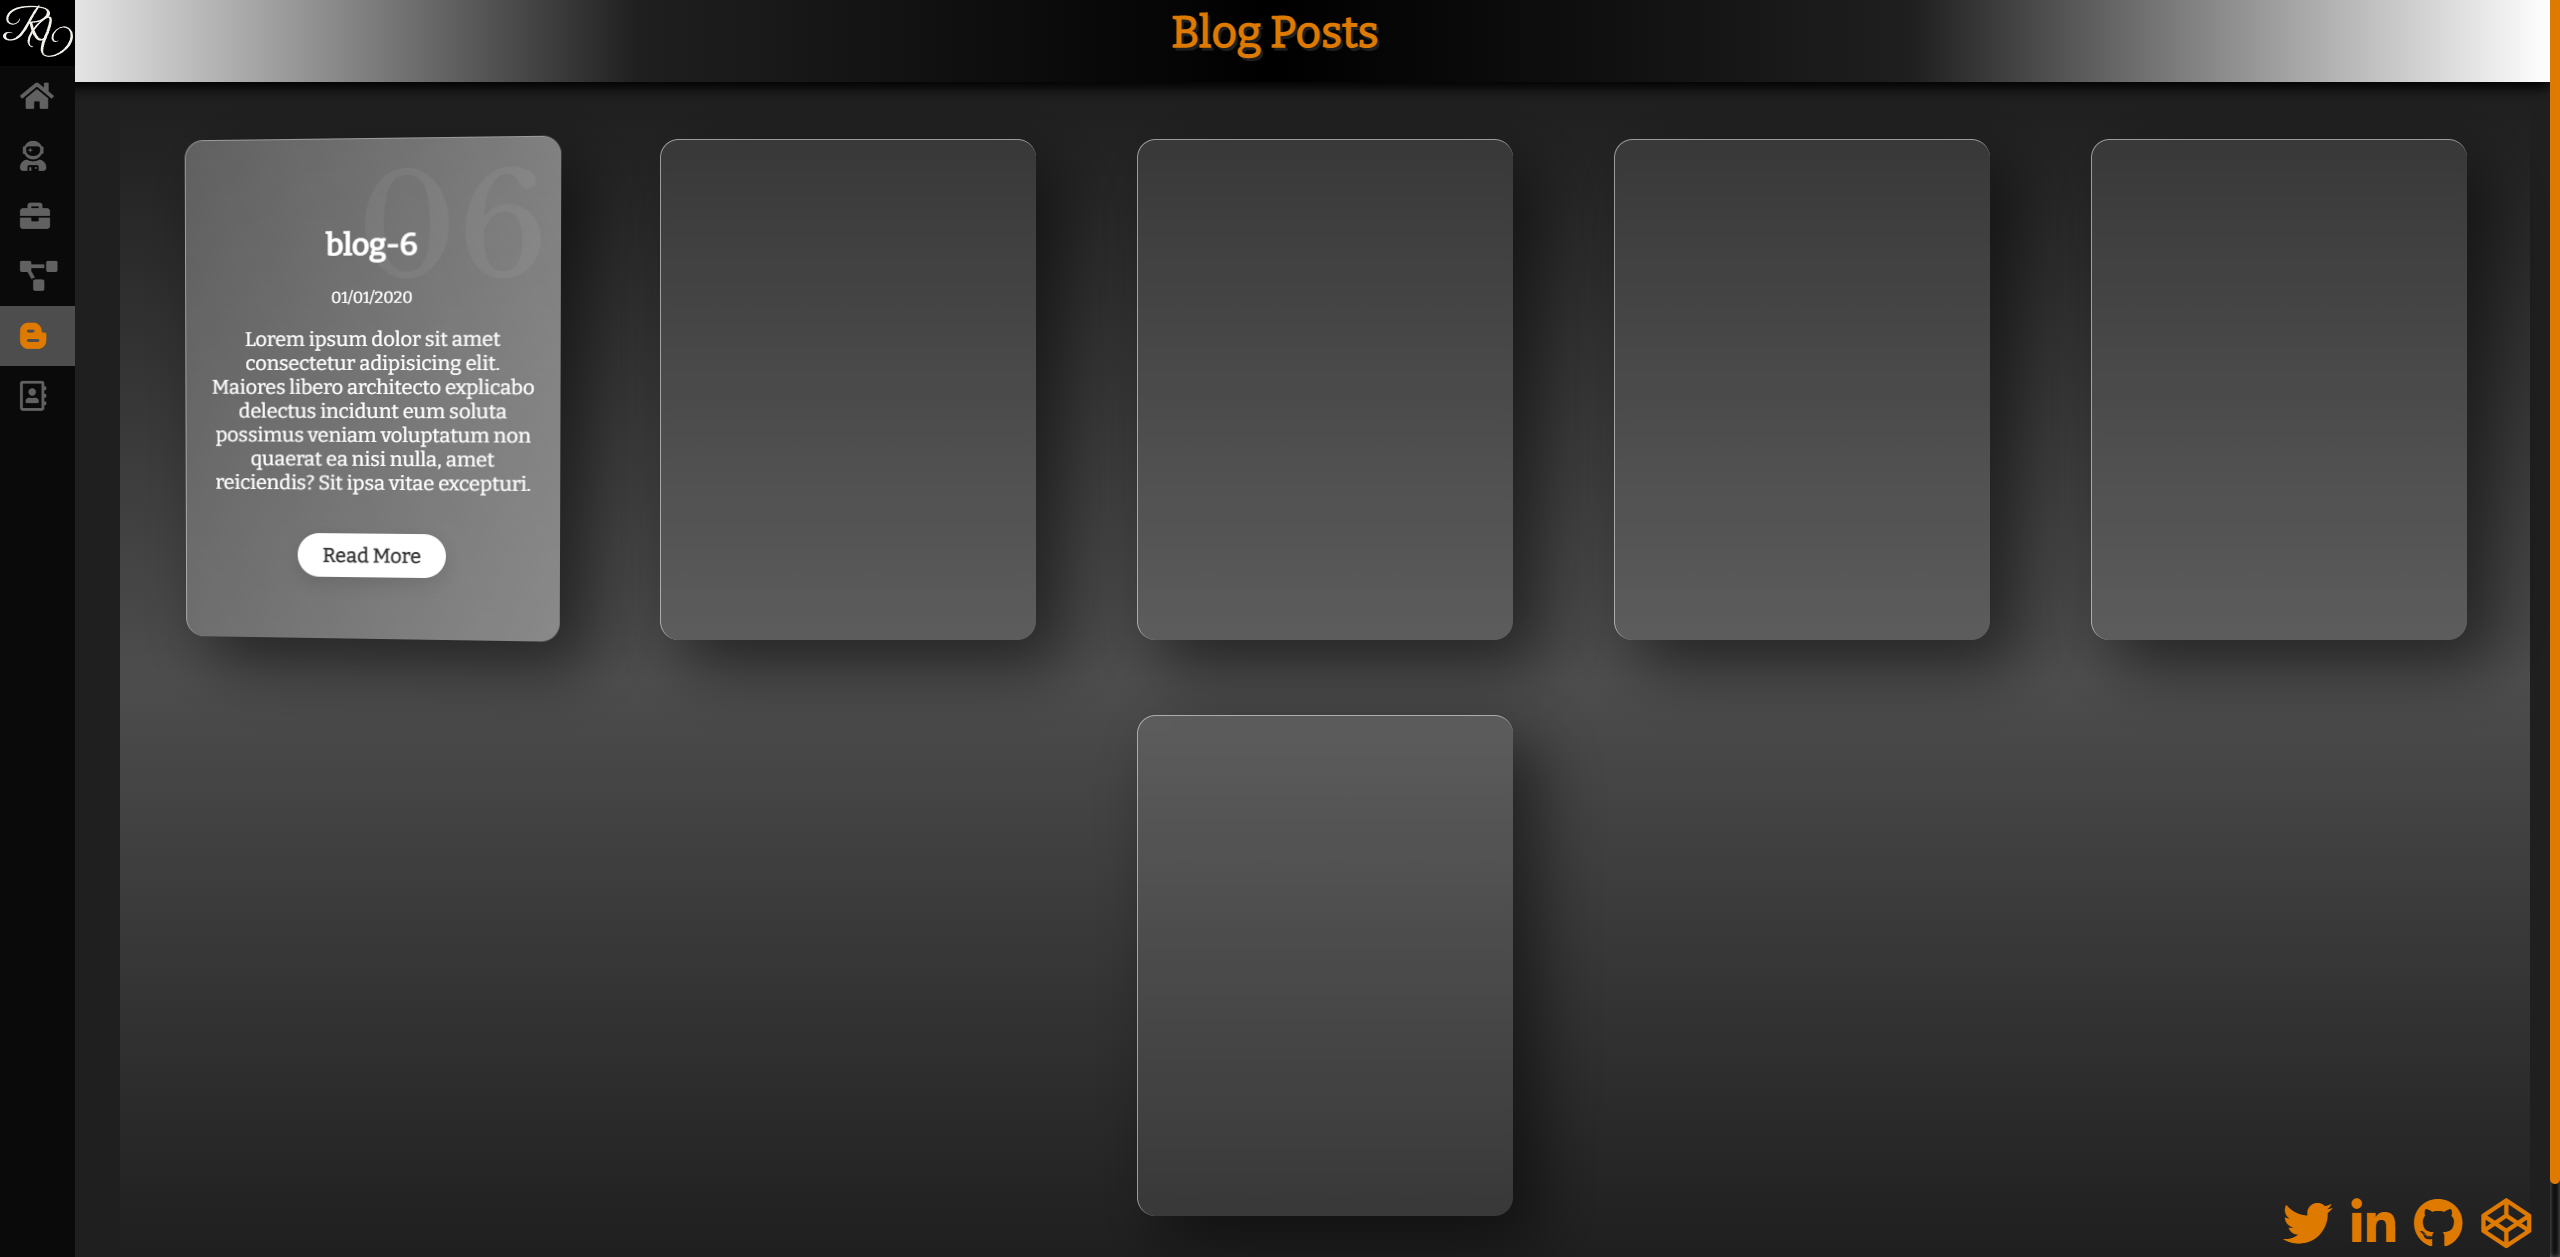 Blog Posts
06
blog-6
01/01/2020
Lorem ipsum dolor sit amet
consectetur adipisicing elit.
Maiores libero architecto explicabo
delectus incidunt eum soluta
possimus veniam voluptatum non
quaerat ea nisi nulla, amet
reiciendis? Sit ipsa vitae excepturi.
Read More
in